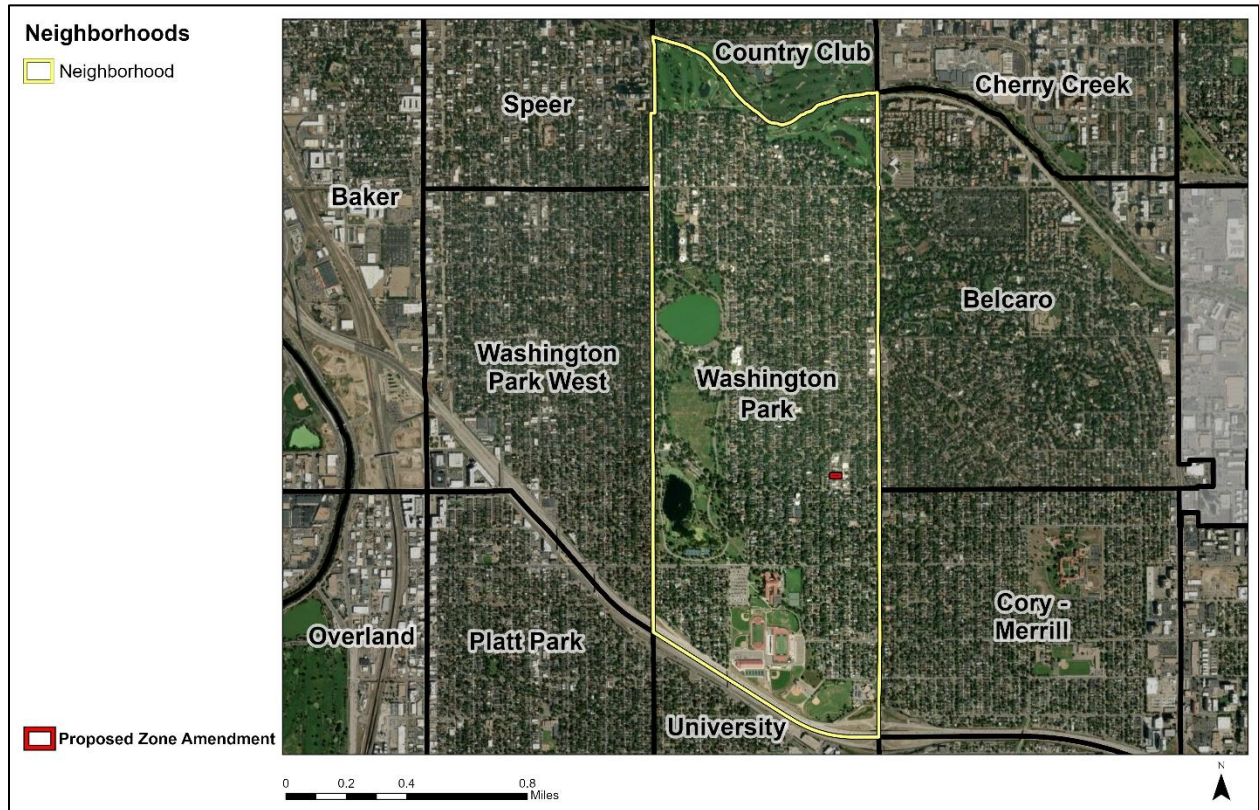 Neighborhoods
Neighborhood
Country Club
Cherry Creek
Speer
Baker
Belcaro
Washington
Park West
Washington
Park
Cory -
Merrill
Overland
Platt Park
University
Proposed Zone Amendment
0 0.2 0.4 0.8
Miles
N